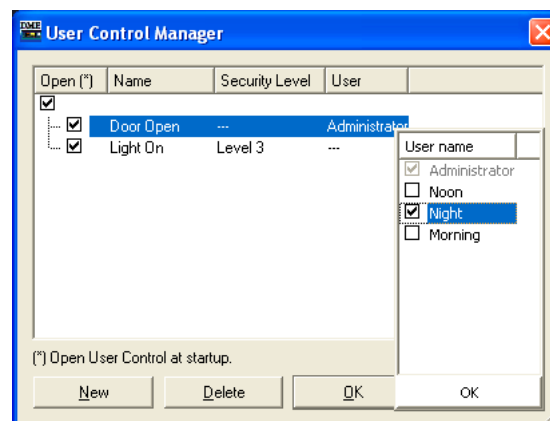 DME User Control Manager
Open (*) Name Security Level User
Door Open --- Administrator
Light On Level 3 ---
User name
Administrator
Noon
Night
Morning
(*) Open User Control at startup.
New Delete OK OK